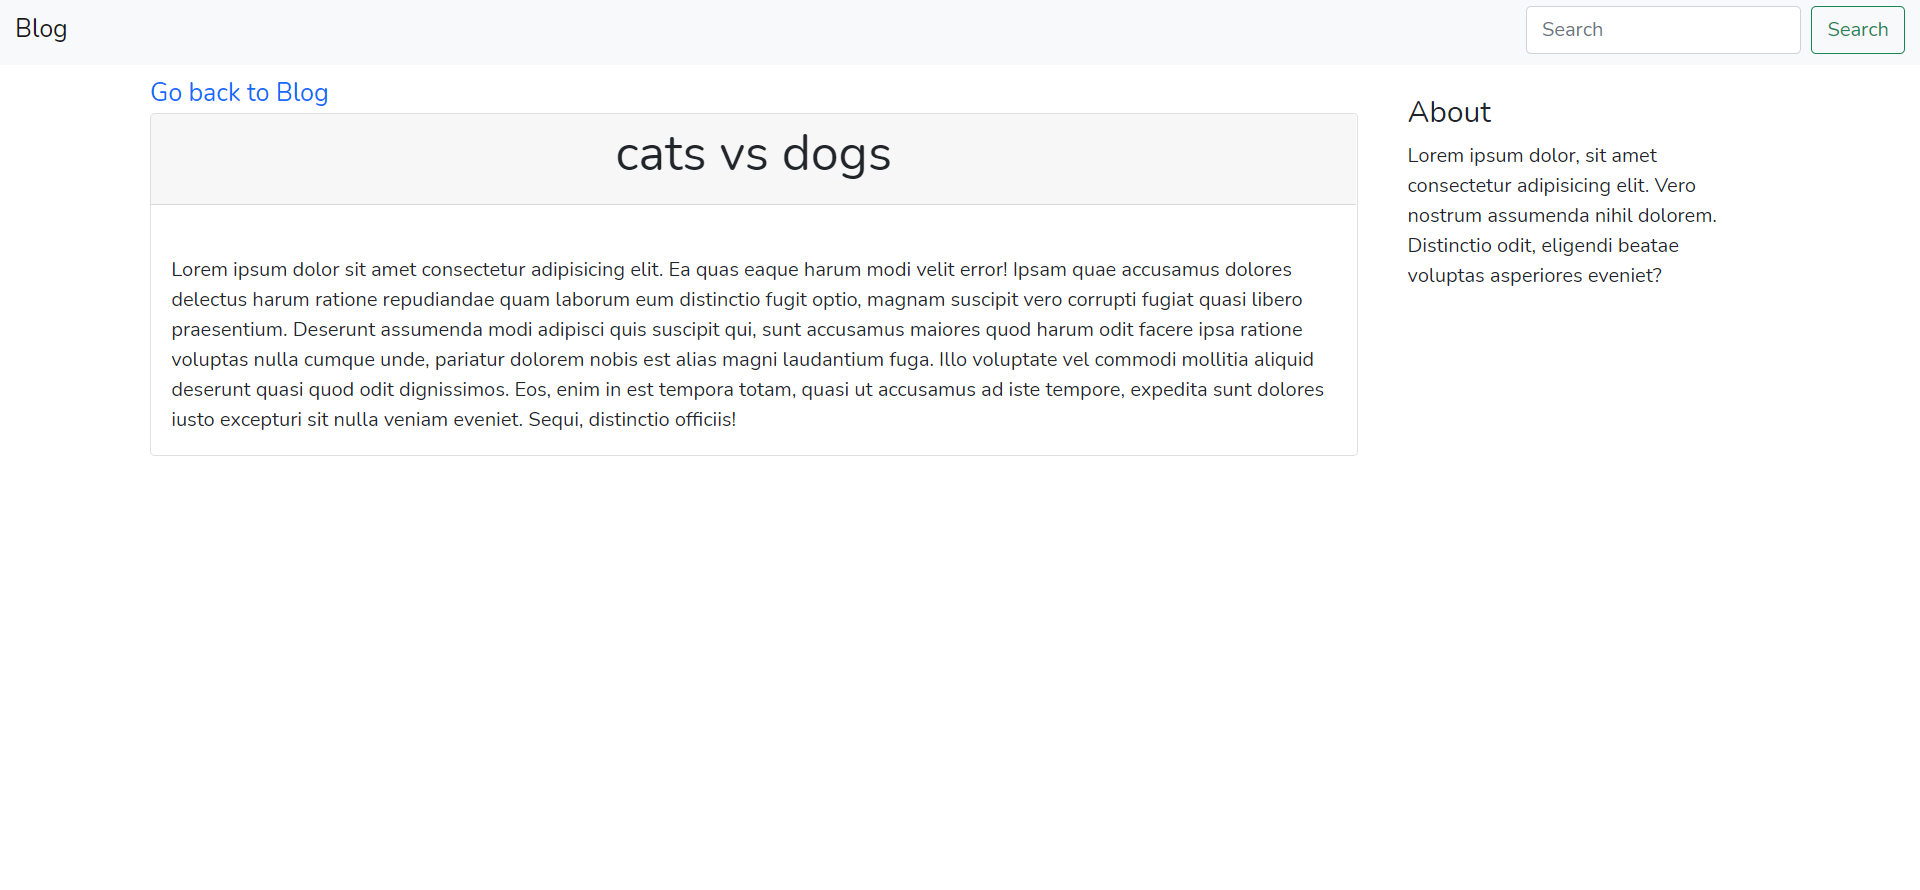 Blog
Search
Search
Go back to Blog
cats vs dogs
Lorem ipsum dolor sit amet consectetur adipisicing elit. Ea quas eaque harum modi velit error! Ipsam quae accusamus dolores
delectus harum ratione repudiandae quam laborum eum distinctio fugit optio, magnam suscipit vero corrupti fugiat quasi libero
praesentium. Deserunt assumenda modi adipisci quis suscipit qui, sunt accusamus maiores quod harum odit facere ipsa ratione
voluptas nulla cumque unde, pariatur dolorem nobis est alias magni laudantium fuga. Illo voluptate vel commodi mollitia aliquid
deserunt quasi quod odit dignissimos. Eos, enim in est tempora totam, quasi ut accusamus ad iste tempore, expedita sunt dolores
iusto excepturi sit nulla veniam eveniet. Sequi, distinctio officiis!
About
Lorem ipsum dolor, sit amet
consectetur adipisicing elit. Vero
nostrum assumenda nihil dolorem.
Distinctio odit, eligendi beatae
voluptas asperiores eveniet?